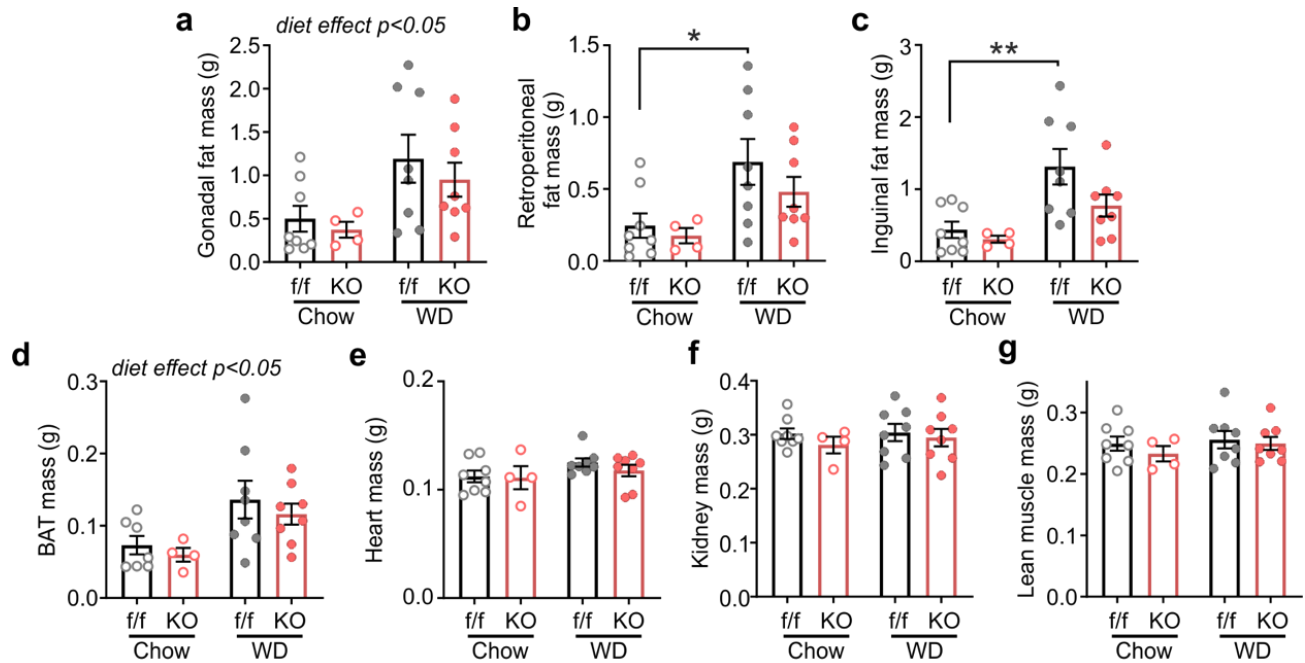 a
diet effect p<0.05
Gonadal fat mass (g)
2.5
2.0
1.5
1.0
0.5
0.0
f/f KO f/f KO
Chow WD
b
*
Retroperitoneal
fat mass (g)
1.5
1.0
0.5
0.0
f/f KO f/f KO
Chow WD
c
**
Inguinal fat mass (g)
3
2
1
0
f/f KO f/f KO
Chow WD
d
diet effect p<0.05
BAT mass (g)
0.3
0.2
0.1
0.0
f/f KO f/f KO
Chow WD
e
Heart mass (g)
0.2
0.1
0.0
f/f KO f/f KO
Chow WD
f
Kidney mass (g)
0.4
0.3
0.2
0.1
0.0
f/f KO f/f KO
Chow WD
g
Lean muscle mass (g)
0.3
0.2
0.1
0.0
f/f KO f/f KO
Chow WD